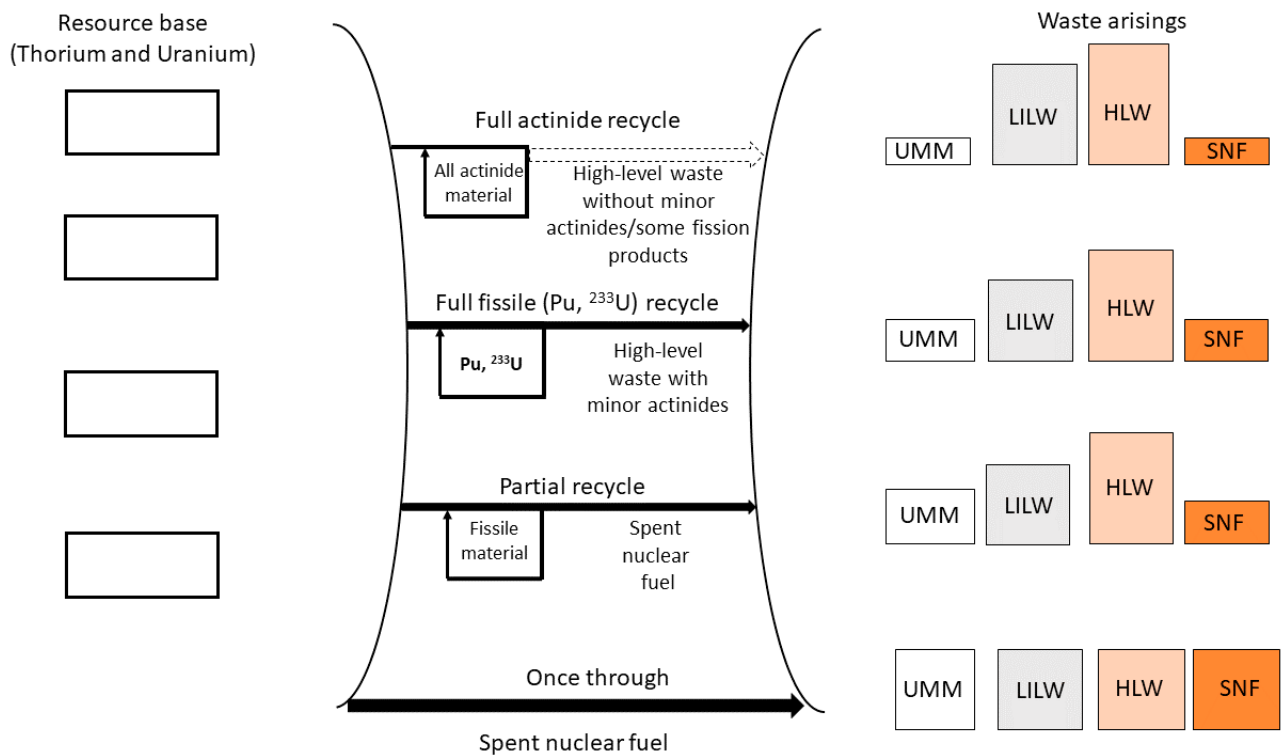 Resource base
(Thorium and Uranium)
Waste arisings
Full actinide recycle
All actinide
material
High-level waste
without minor
actinides/some fission
products
UMM
LILW
HLW
SNF
Full fissile (Pu, ²³³U) recycle
Pu, ²³³U
High-level
waste with
minor actinides
UMM
LILW
HLW
SNF
Partial recycle
Fissile
material
Spent
nuclear
fuel
UMM
LILW
HLW
SNF
Once through
Spent nuclear fuel
UMM
LILW
HLW
SNF